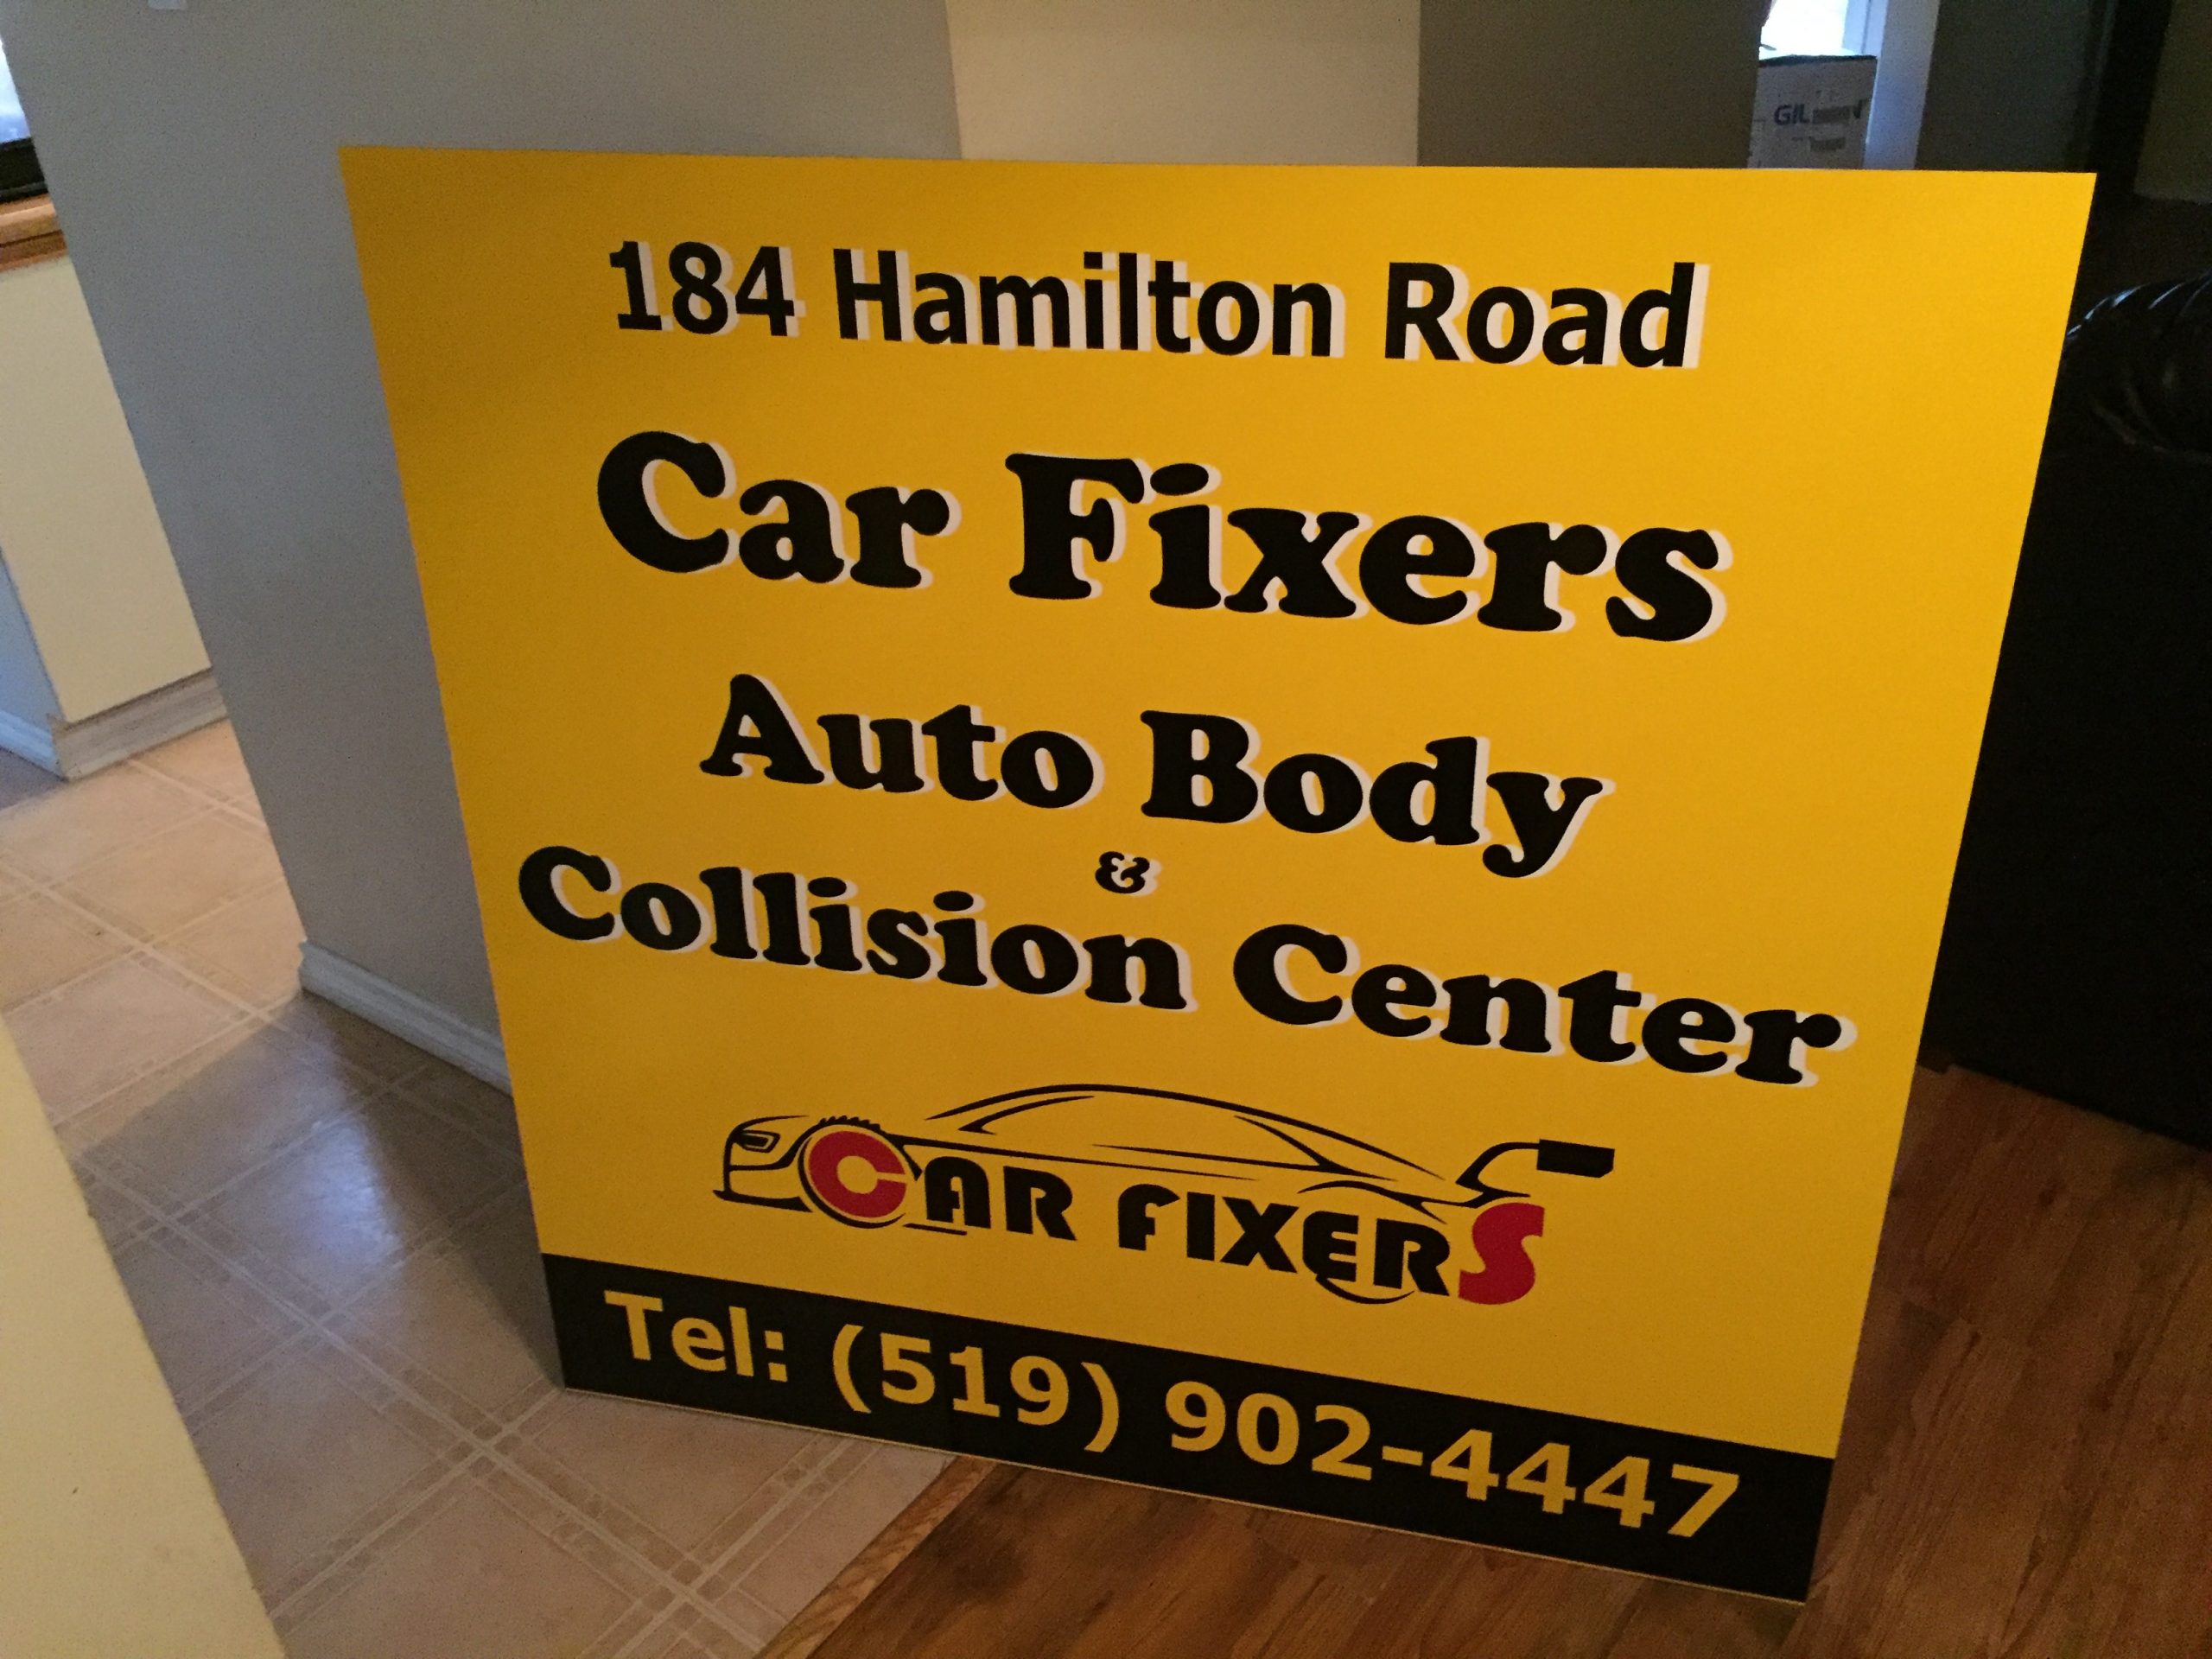 184 Hamilton Road
Car Fixers
Auto Body
&
Collision Center
CAR FIXERS
Tel: (519) 902-4447